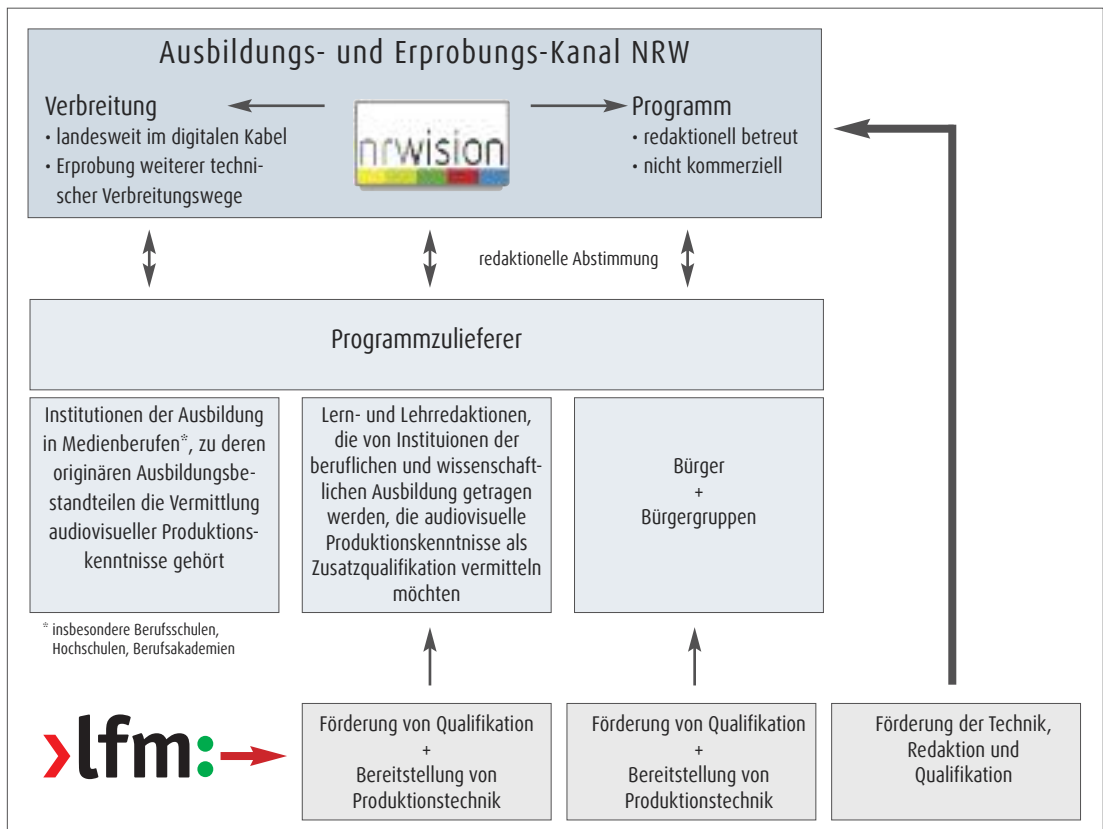 Ausbildungs- und Erprobungs-Kanal NRW
Verbreitung
• landesweit im digitalen Kabel
• Erprobung weiterer techni-
scher Verbreitungswege
nrwision
Programm
• redaktionell betreut
• nicht kommerziell
redaktionelle Abstimmung
Programmzulieferer
Institutionen der Ausbildung
in Medienberufen*, zu deren
originären Ausbildungsbe-
standteilen die Vermittlung
audiovisueller Produktions-
kenntnisse gehört
Lern- und Lehrredaktionen,
die von Instituionen der
beruflichen und wissenschaft-
lichen Ausbildung getragen
werden, die audiovisuelle
Produktionskenntnisse als
Zusatzqualifikation vermitteln
möchten
Bürger
+
Bürgergruppen
* insbesondere Berufsschulen,
Hochschulen, Berufsakademien
lfm:
Förderung von Qualifikation
+
Bereitstellung von
Produktionstechnik
Förderung von Qualifikation
+
Bereitstellung von
Produktionstechnik
Förderung der Technik,
Redaktion und
Qualifikation